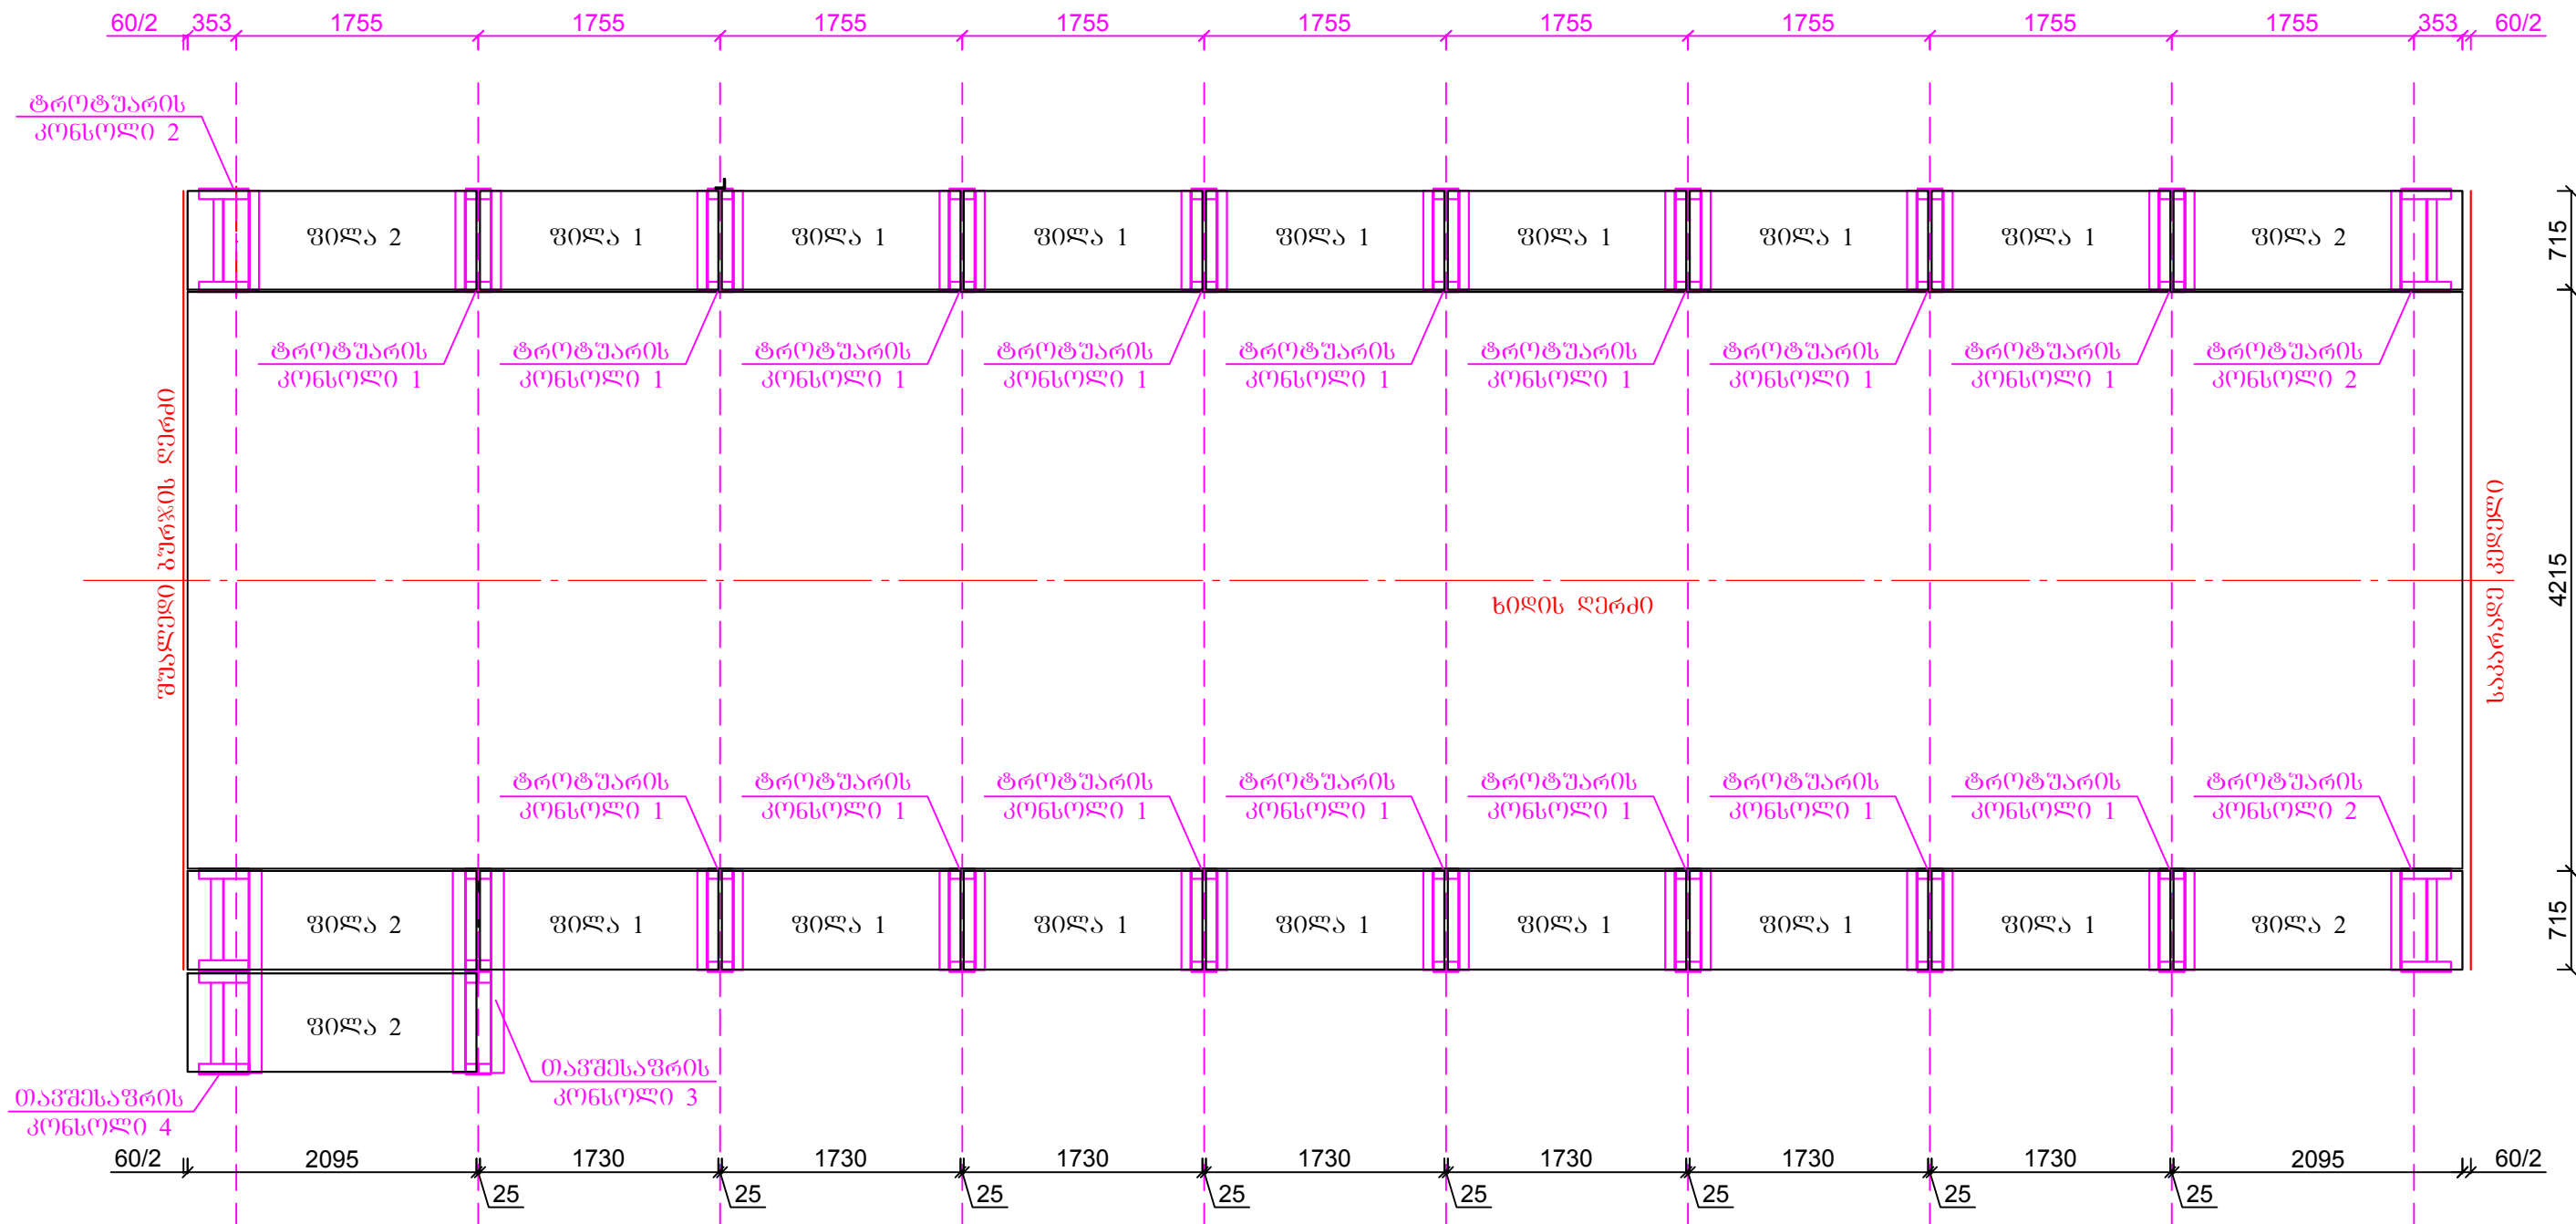 60/2 353 1755 1755 1755 1755 1755 1755 1755 1755 1755 353 60/2
ტროტუარის
კონსოლი 2
ფილა 2 ფილა 1 ფილა 1 ფილა 1 ფილა 1 ფილა 1 ფილა 1 ფილა 1 ფილა 2
715
ტროტუარის ტროტუარის ტროტუარის ტროტუარის ტროტუარის ტროტუარის ტროტუარის ტროტუარის ტროტუარის
კონსოლი 1 კონსოლი 1 კონსოლი 1 კონსოლი 1 კონსოლი 1 კონსოლი 1 კონსოლი 1 კონსოლი 1 კონსოლი 2
შუალედი ბურჯის ღერძი
ხიდის ღერძი
საკარადე კედელი
4215
ტროტუარის ტროტუარის ტროტუარის ტროტუარის ტროტუარის ტროტუარის ტროტუარის ტროტუარის
კონსოლი 1 კონსოლი 1 კონსოლი 1 კონსოლი 1 კონსოლი 1 კონსოლი 1 კონსოლი 1 კონსოლი 2
ფილა 2 ფილა 1 ფილა 1 ფილა 1 ფილა 1 ფილა 1 ფილა 1 ფილა 1 ფილა 2
715
ფილა 2
თავშესაფრის
კონსოლი 3
თავშესაფრის
კონსოლი 4
60/2 2095 1730 1730 1730 1730 1730 1730 1730 2095 60/2
25 25 25 25 25 25 25 25